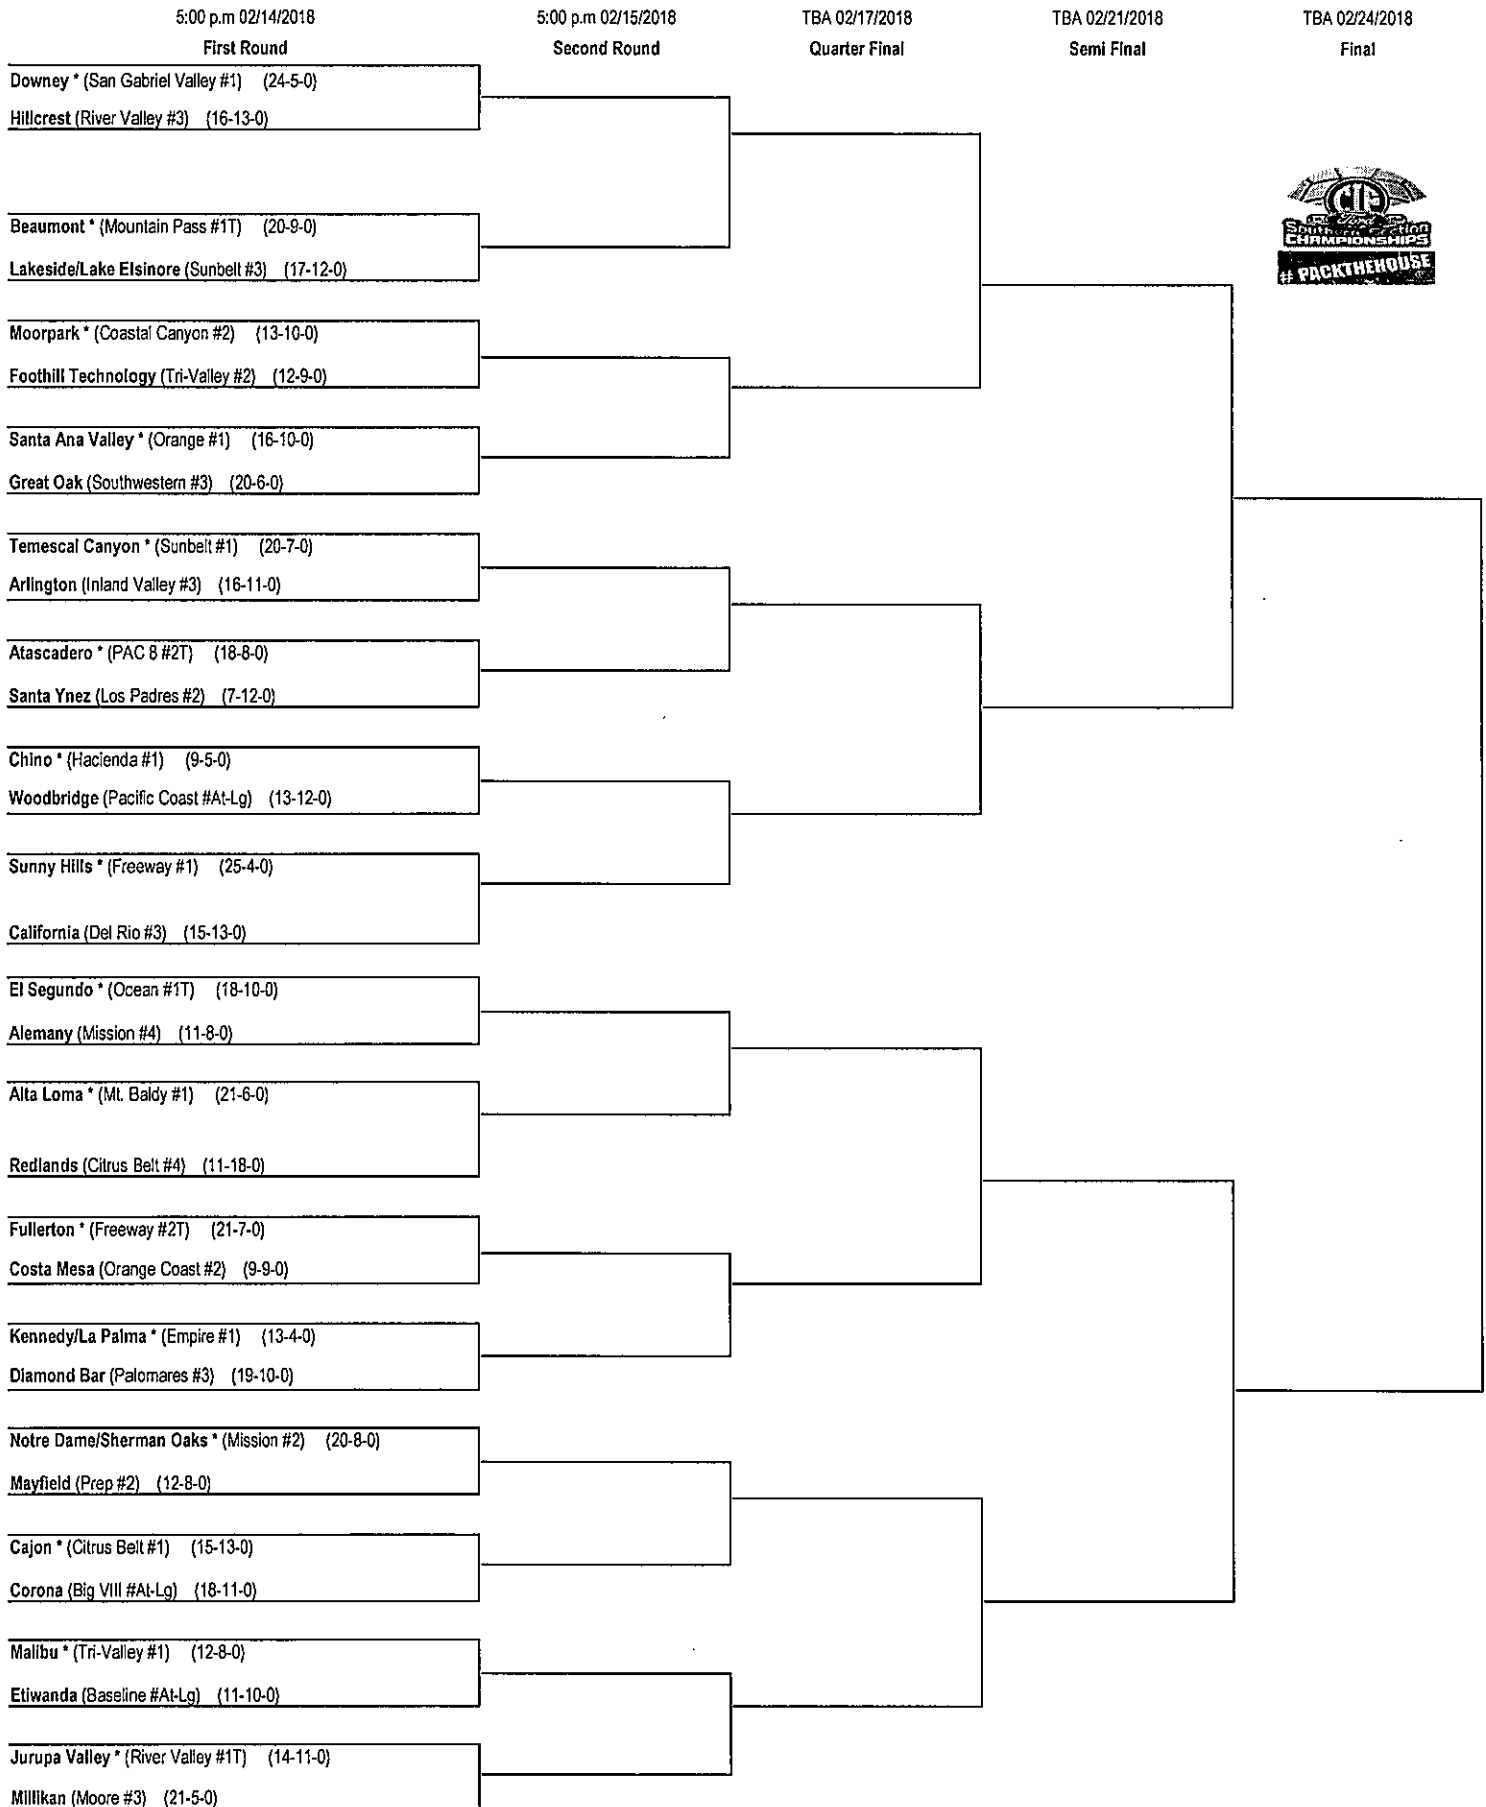 5:00 p.m 02/14/2018 5:00 p.m 02/15/2018 TBA 02/17/2018 TBA 02/21/2018 TBA 02/24/2018
First Round Second Round Quarter Final Semi Final Final
Downey * (San Gabriel Valley #1) (24-5-0)
Hillcrest (River Valley #3) (16-13-0)
Beaumont * (Mountain Pass #1T) (20-9-0)
Lakeside/Lake Elsinore (Sunbelt #3) (17-12-0)
CIF
Southern Section
CHAMPIONSHIPS
# PACKTHEHOUSE
Moorpark * (Coastal Canyon #2) (13-10-0)
Foothill Technology (Tri-Valley #2) (12-9-0)
Santa Ana Valley * (Orange #1) (16-10-0)
Great Oak (Southwestern #3) (20-6-0)
Temescal Canyon * (Sunbelt #1) (20-7-0)
Arlington (Inland Valley #3) (16-11-0)
Atascadero * (PAC 8 #2T) (18-8-0)
Santa Ynez (Los Padres #2) (7-12-0)
Chino * (Hacienda #1) (9-5-0)
Woodbridge (Pacific Coast #At-Lg) (13-12-0)
Sunny Hills * (Freeway #1) (25-4-0)
California (Del Rio #3) (15-13-0)
El Segundo * (Ocean #1T) (18-10-0)
Alemany (Mission #4) (11-8-0)
Alta Loma * (Mt. Baldy #1) (21-6-0)
Redlands (Citrus Belt #4) (11-18-0)
Fullerton * (Freeway #2T) (21-7-0)
Costa Mesa (Orange Coast #2) (9-9-0)
Kennedy/La Palma * (Empire #1) (13-4-0)
Diamond Bar (Palomares #3) (19-10-0)
Notre Dame/Sherman Oaks * (Mission #2) (20-8-0)
Mayfield (Prep #2) (12-8-0)
Cajon * (Citrus Belt #1) (15-13-0)
Corona (Big VIII #At-Lg) (18-11-0)
Malibu * (Tri-Valley #1) (12-8-0)
Etiwanda (Baseline #At-Lg) (11-10-0)
Jurupa Valley * (River Valley #1T) (14-11-0)
Millikan (Moore #3) (21-5-0)